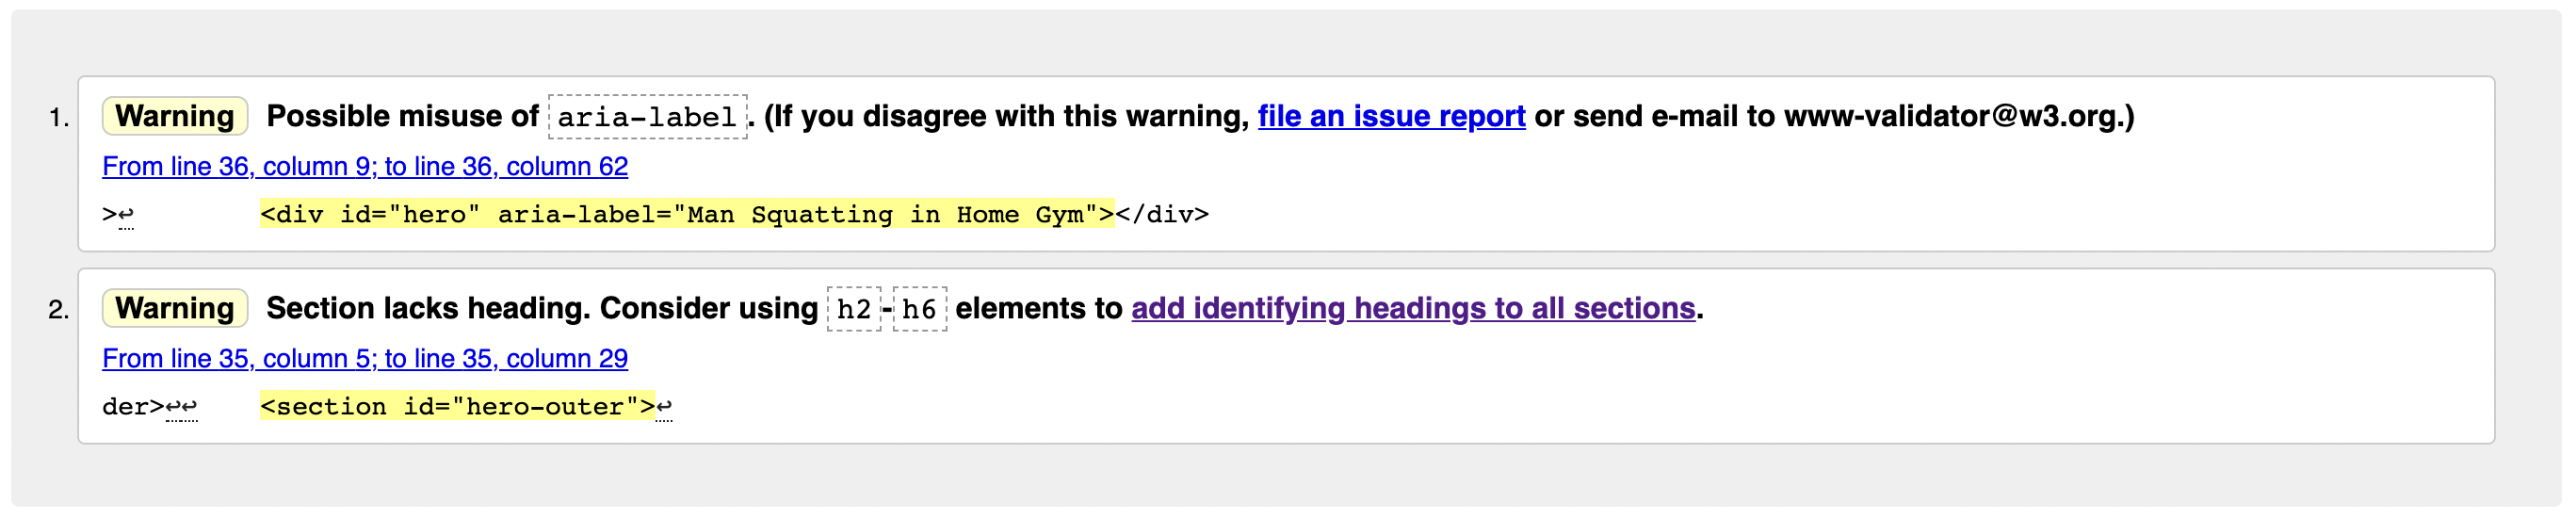 1. Warning Possible misuse of aria-label. (If you disagree with this warning, file an issue report or send e-mail to www-validator@w3.org.)
From line 36, column 9; to line 36, column 62
>↩ <div id="hero" aria-label="Man Squatting in Home Gym"></div>
2. Warning Section lacks heading. Consider using h2-h6 elements to add identifying headings to all sections.
From line 35, column 5; to line 35, column 29
der>↩↩ <section id="hero-outer">↩